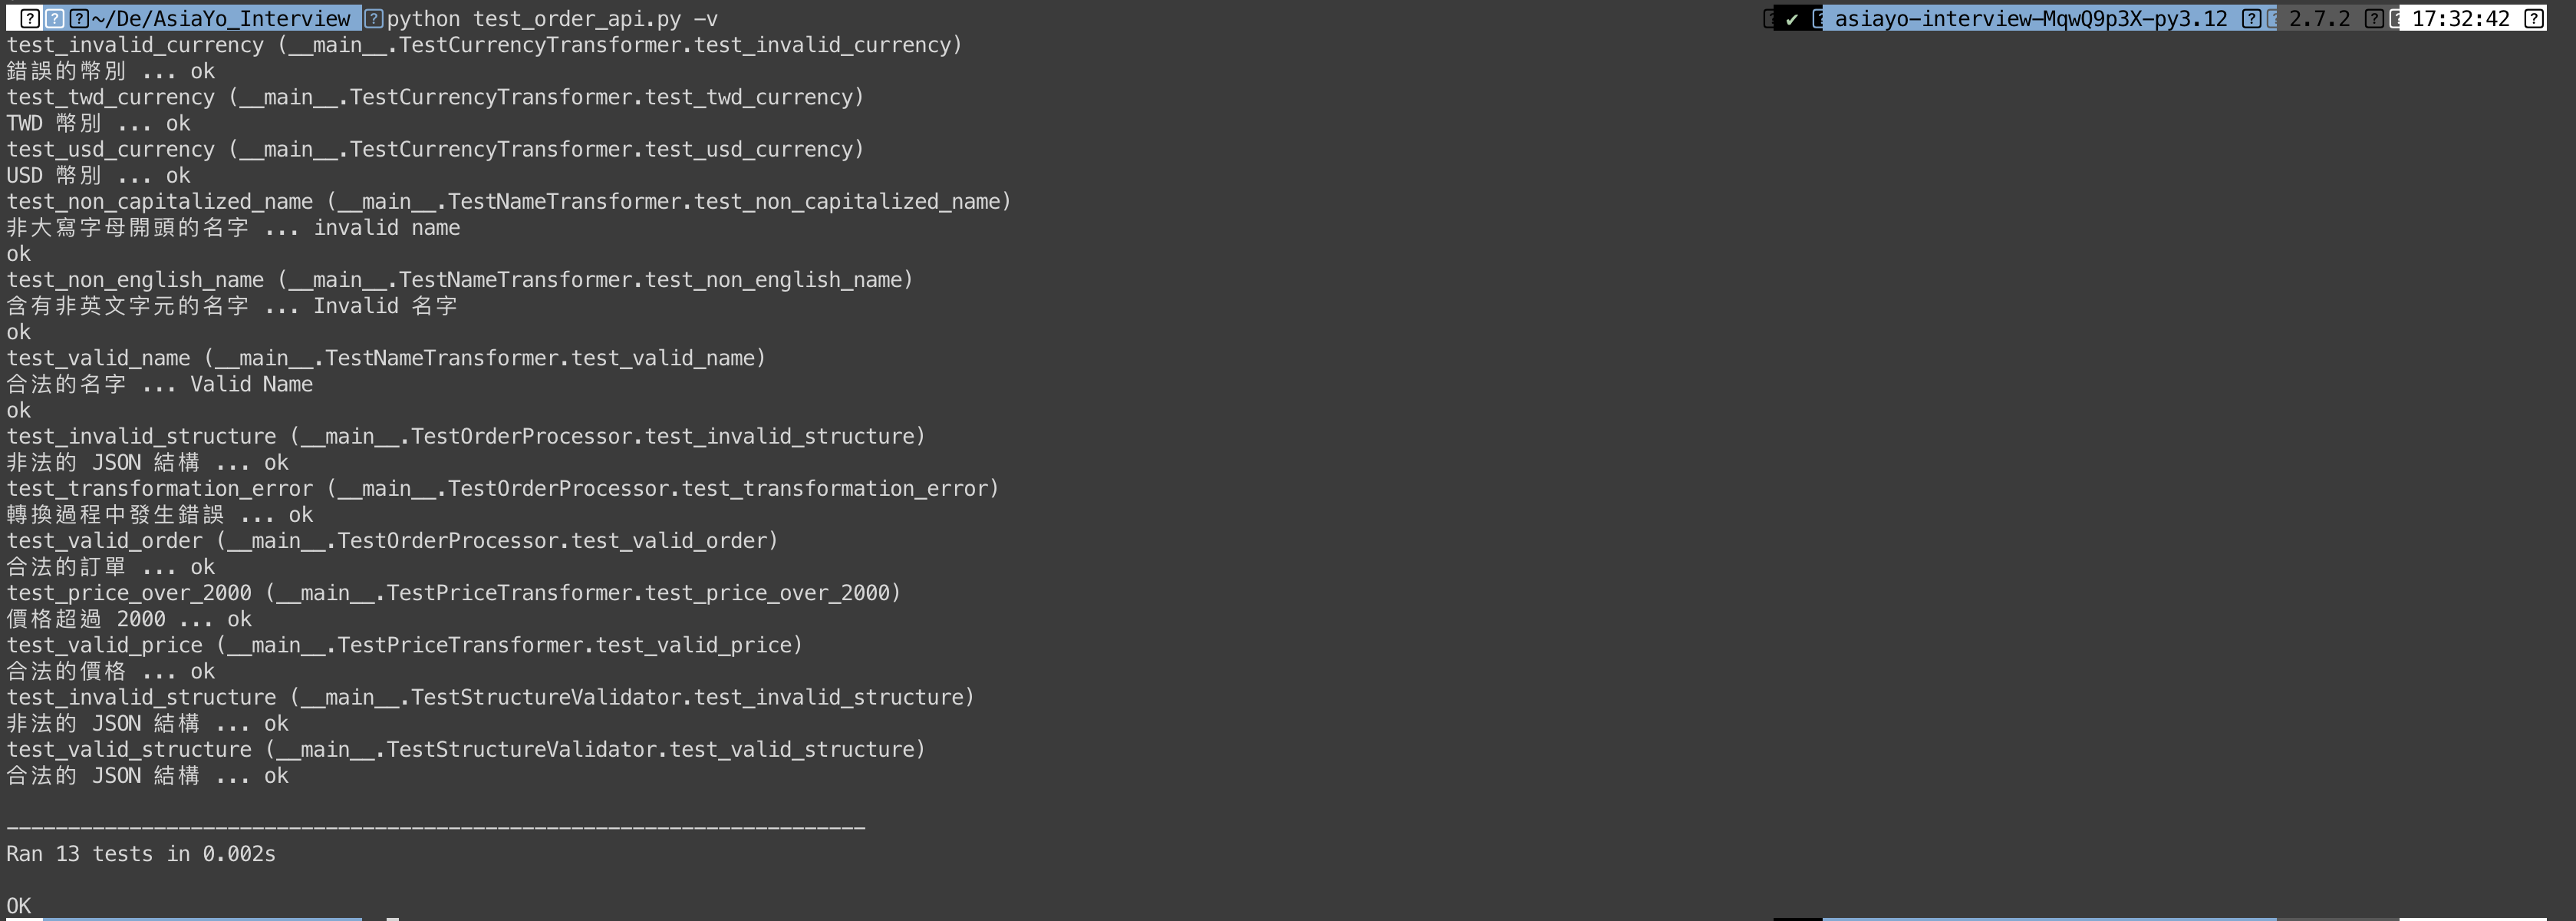 ~/De/AsiaYo_Interview python test_order_api.py -v ✔ asiayo-interview-MqwQ9p3X-py3.12 2.7.2 17:32:42
test_invalid_currency (__main__.TestCurrencyTransformer.test_invalid_currency)
錯誤的幣別 ... ok
test_twd_currency (__main__.TestCurrencyTransformer.test_twd_currency)
TWD 幣別 ... ok
test_usd_currency (__main__.TestCurrencyTransformer.test_usd_currency)
USD 幣別 ... ok
test_non_capitalized_name (__main__.TestNameTransformer.test_non_capitalized_name)
非大寫字母開頭的名字 ... invalid name
ok
test_non_english_name (__main__.TestNameTransformer.test_non_english_name)
含有非英文字元的名字 ... Invalid 名字
ok
test_valid_name (__main__.TestNameTransformer.test_valid_name)
合法的名字 ... Valid Name
ok
test_invalid_structure (__main__.TestOrderProcessor.test_invalid_structure)
非法的 JSON 結構 ... ok
test_transformation_error (__main__.TestOrderProcessor.test_transformation_error)
轉換過程中發生錯誤 ... ok
test_valid_order (__main__.TestOrderProcessor.test_valid_order)
合法的訂單 ... ok
test_price_over_2000 (__main__.TestPriceTransformer.test_price_over_2000)
價格超過 2000 ... ok
test_valid_price (__main__.TestPriceTransformer.test_valid_price)
合法的價格 ... ok
test_invalid_structure (__main__.TestStructureValidator.test_invalid_structure)
非法的 JSON 結構 ... ok
test_valid_structure (__main__.TestStructureValidator.test_valid_structure)
合法的 JSON 結構 ... ok
----------------------------------------------------------------------
Ran 13 tests in 0.002s
OK